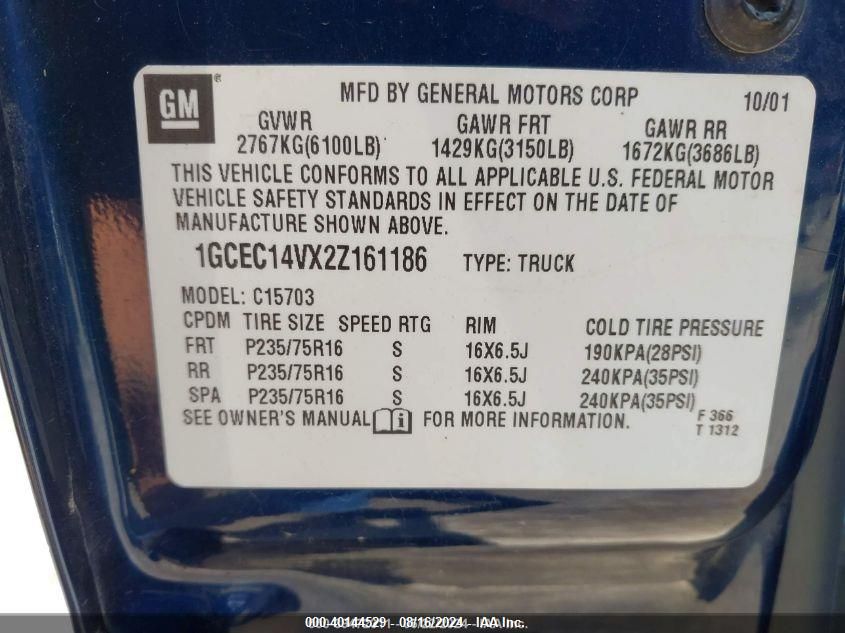 GM ®
MFD BY GENERAL MOTORS CORP 10/01
GVWR GAWR FRT GAWR RR
2767KG(6100LB) 1429KG(3150LB) 1672KG(3686LB)
THIS VEHICLE CONFORMS TO ALL APPLICABLE U.S. FEDERAL MOTOR
VEHICLE SAFETY STANDARDS IN EFFECT ON THE DATE OF
MANUFACTURE SHOWN ABOVE.
1GCEC14VX2Z161186 TYPE: TRUCK
MODEL: C15703
CPDM TIRE SIZE SPEED RTG RIM COLD TIRE PRESSURE
FRT P235/75R16 S 16X6.5J 190KPA(28PSI)
RR P235/75R16 S 16X6.5J 240KPA(35PSI)
SPA P235/75R16 S 16X6.5J 240KPA(35PSI)
SEE OWNER'S MANUAL i FOR MORE INFORMATION.
F 366
T 1312
000-40144529 - 08/16/2024 - IAA Inc.